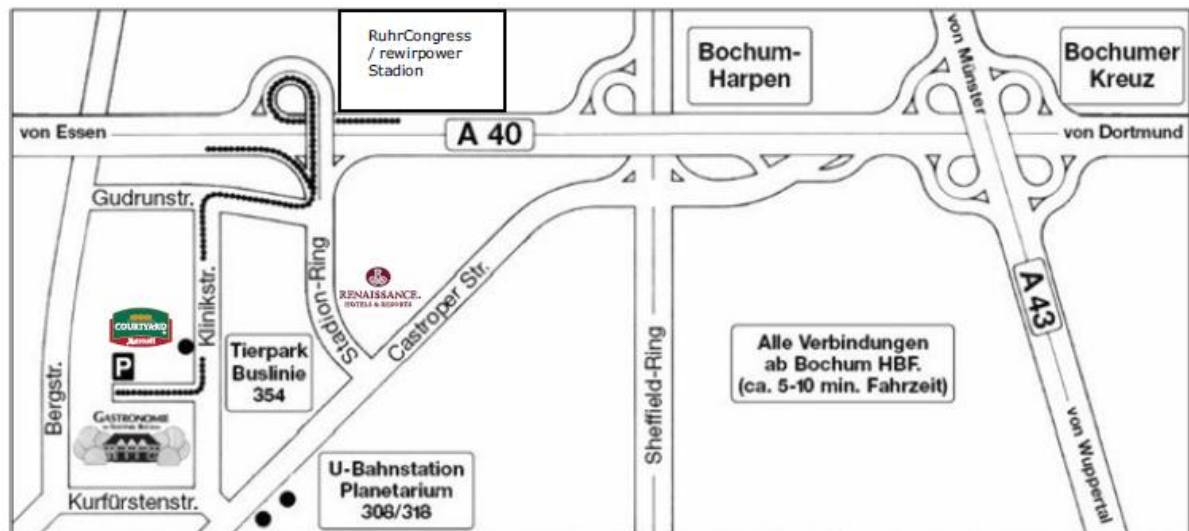 RuhrCongress
/ rewirpower
Stadion
Bochum-
Harpen
von Münster
Bochumer
Kreuz
von Essen
A 40
von Dortmund
Gudrunstr.
Klinikstr.
Stadion-Ring
RENAISSANCE.
HOTELS & RESORTS
Castroper Str.
A 43
COURTYARD
Marriott
P
Tierpark
Buslinie
354
Alle Verbindungen
ab Bochum HBF.
(ca. 5-10 min. Fahrzeit)
Bergstr.
Sheffield-Ring
GASTRONOMIE
von Wuppertal
U-Bahnstation
Planetarium
308/318
Kurfürstenstr.